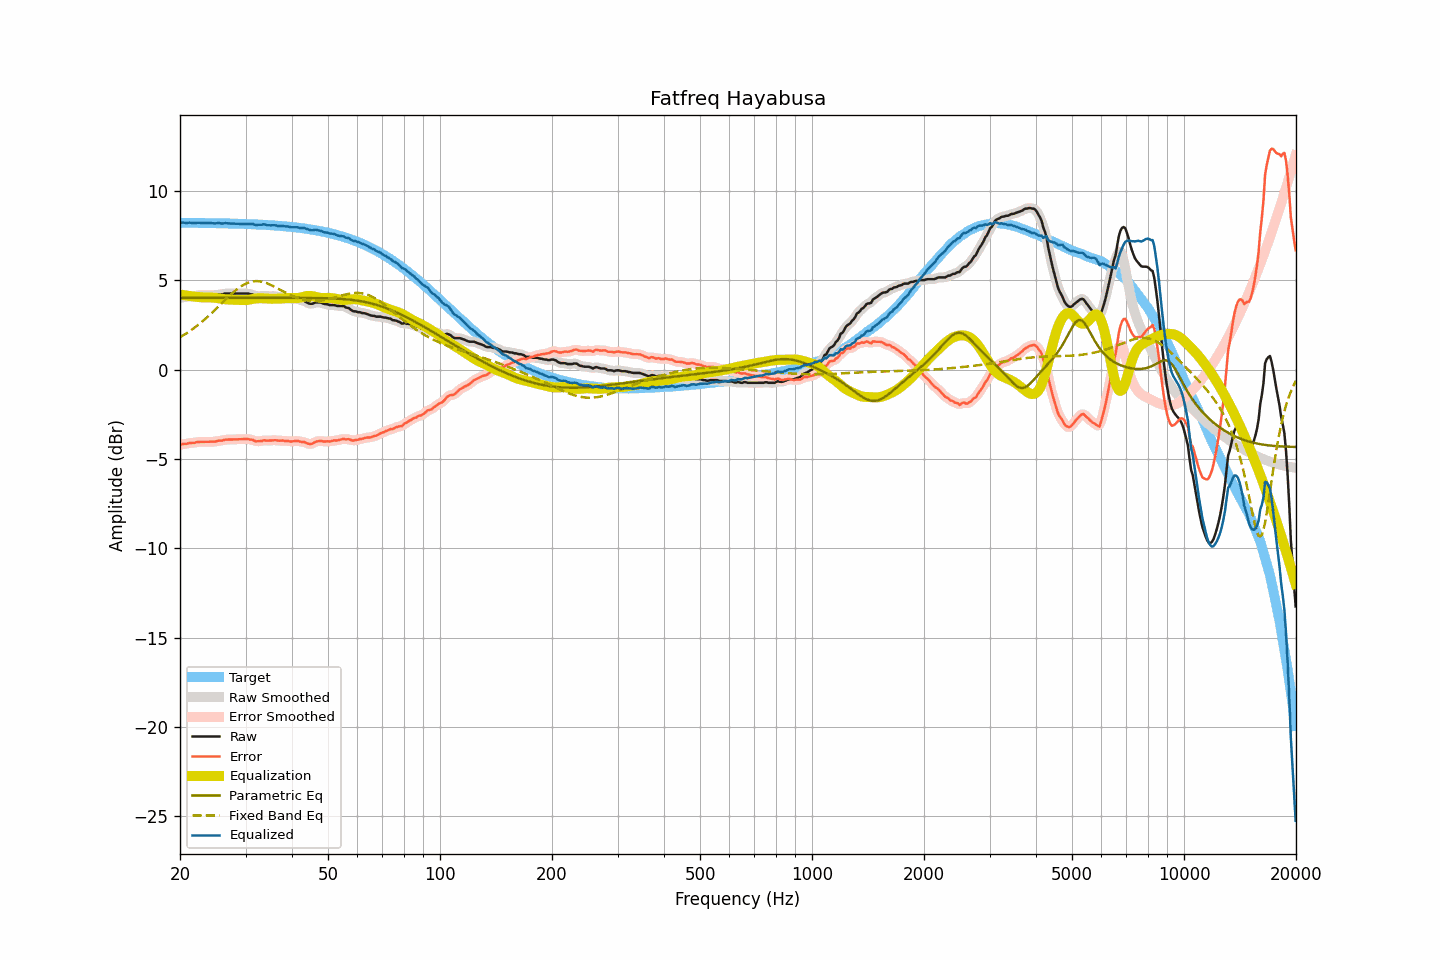 Fatfreq Hayabusa
Amplitude (dBr)
10
5
0
−5
−10
−15
−20
−25
Target
Raw Smoothed
Error Smoothed
Raw
Error
Equalization
Parametric Eq
Fixed Band Eq
Equalized
20 50 100 200 500 1000 2000 5000 10000 20000
Frequency (Hz)